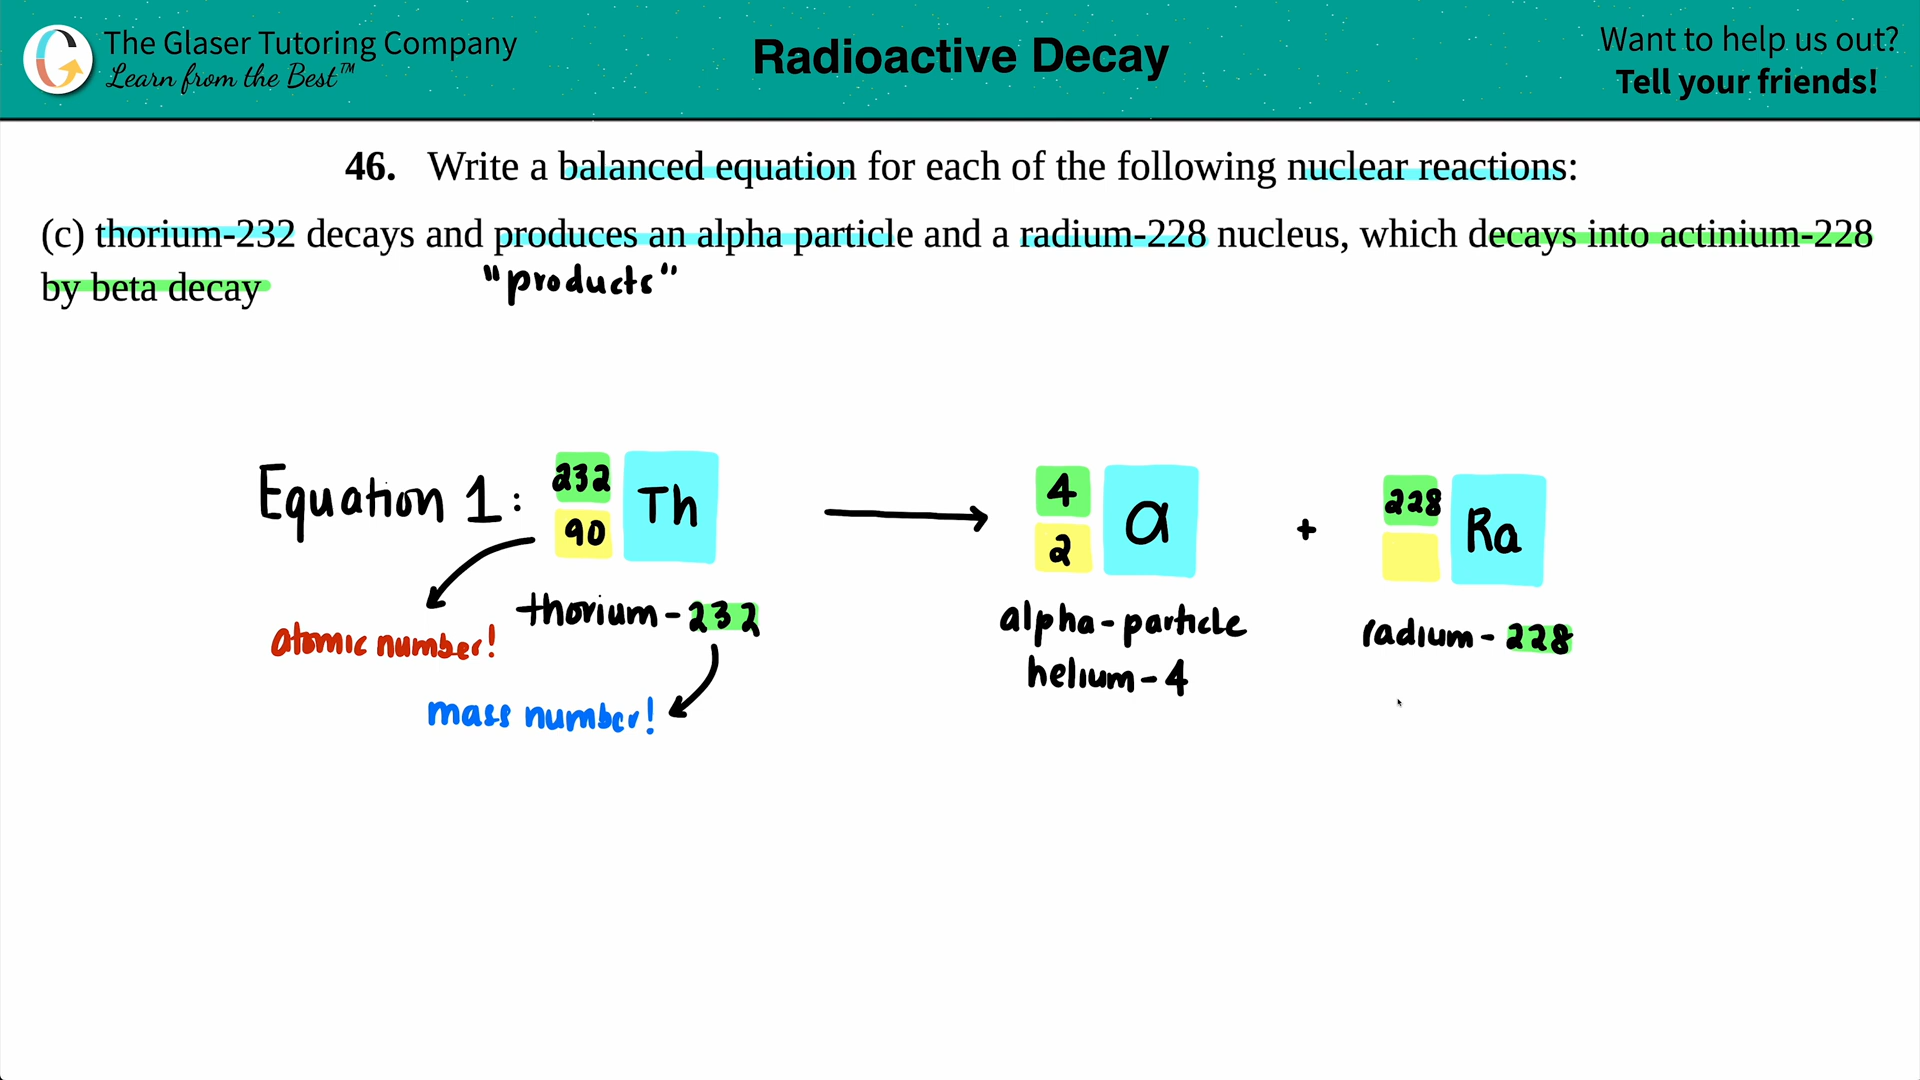 The Glaser Tutoring Company
Learn from the Best™
Radioactive Decay
Want to help us out?
Tell your friends!
46. Write a balanced equation for each of the following nuclear reactions:
(c) thorium-232 decays and produces an alpha particle and a radium-228 nucleus, which decays into actinium-228
by beta decay
"products"
Equation 1: 232 90 Th → 4 2 α + 228 Ra
thorium-232
alpha-particle
helium-4
radium-228
atomic number!
mass number!